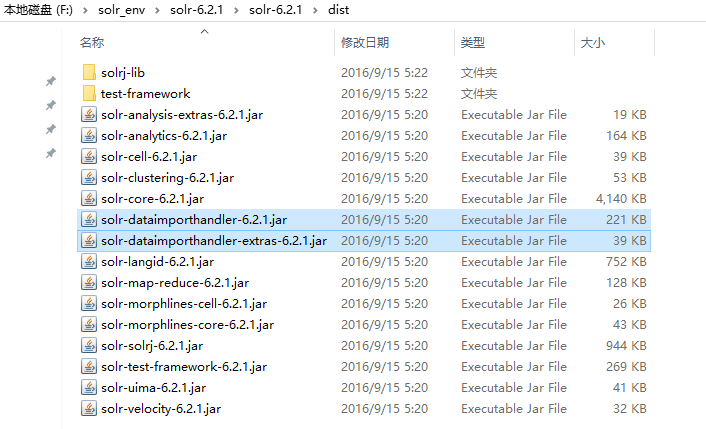 本地磁盘 (F:) › solr_env › solr-6.2.1 › solr-6.2.1 › dist
名称 修改日期 类型 大小
solrj-lib 2016/9/15 5:22 文件夹
test-framework 2016/9/15 5:22 文件夹
solr-analysis-extras-6.2.1.jar 2016/9/15 5:20 Executable Jar File 19 KB
solr-analytics-6.2.1.jar 2016/9/15 5:20 Executable Jar File 164 KB
solr-cell-6.2.1.jar 2016/9/15 5:20 Executable Jar File 39 KB
solr-clustering-6.2.1.jar 2016/9/15 5:20 Executable Jar File 53 KB
solr-core-6.2.1.jar 2016/9/15 5:20 Executable Jar File 4,140 KB
solr-dataimporthandler-6.2.1.jar 2016/9/15 5:20 Executable Jar File 221 KB
solr-dataimporthandler-extras-6.2.1.jar 2016/9/15 5:20 Executable Jar File 39 KB
solr-langid-6.2.1.jar 2016/9/15 5:20 Executable Jar File 752 KB
solr-map-reduce-6.2.1.jar 2016/9/15 5:20 Executable Jar File 128 KB
solr-morphlines-cell-6.2.1.jar 2016/9/15 5:20 Executable Jar File 26 KB
solr-morphlines-core-6.2.1.jar 2016/9/15 5:20 Executable Jar File 43 KB
solr-solrj-6.2.1.jar 2016/9/15 5:20 Executable Jar File 944 KB
solr-test-framework-6.2.1.jar 2016/9/15 5:20 Executable Jar File 269 KB
solr-uima-6.2.1.jar 2016/9/15 5:20 Executable Jar File 41 KB
solr-velocity-6.2.1.jar 2016/9/15 5:20 Executable Jar File 32 KB